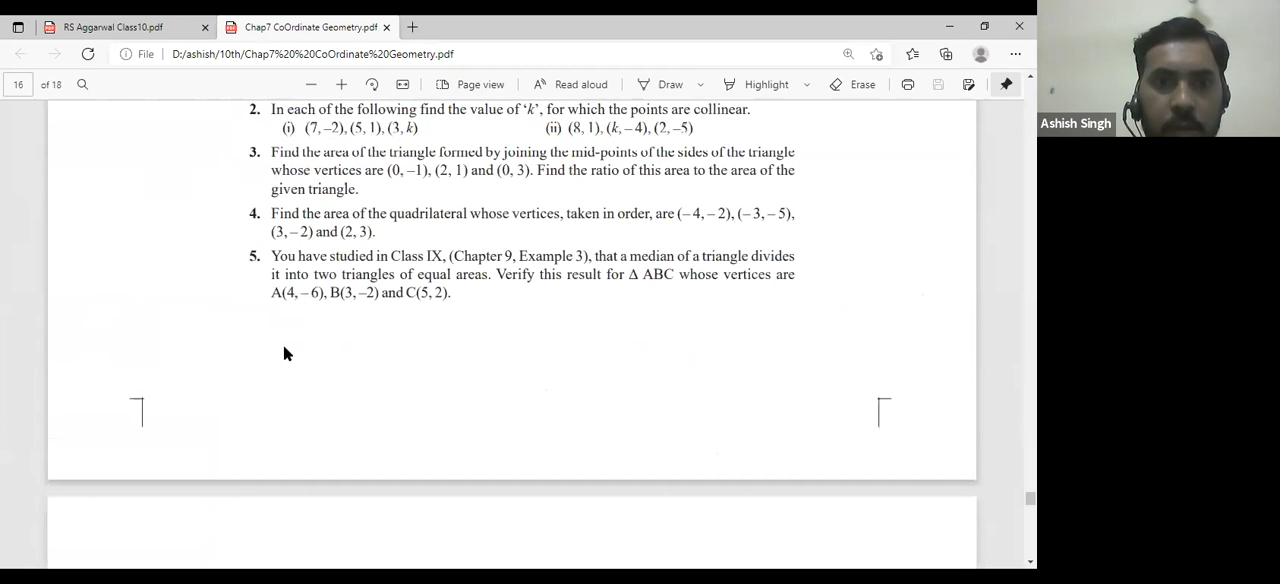 RS Aggarwal Class10.pdf
Chap7 CoOrdinate Geometry.pdf
File D:/ashish/10th/Chap7%20%20CoOrdinate%20Geometry.pdf
16 of 18 Page view Read aloud Draw Highlight Erase
Ashish Singh
2. In each of the following find the value of ‘k’, for which the points are collinear.
(i) (7, –2), (5, 1), (3, k) (ii) (8, 1), (k, –4), (2, –5)
3. Find the area of the triangle formed by joining the mid-points of the sides of the triangle
whose vertices are (0, –1), (2, 1) and (0, 3). Find the ratio of this area to the area of the
given triangle.
4. Find the area of the quadrilateral whose vertices, taken in order, are (– 4, – 2), (– 3, – 5),
(3, – 2) and (2, 3).
5. You have studied in Class IX, (Chapter 9, Example 3), that a median of a triangle divides
it into two triangles of equal areas. Verify this result for Δ ABC whose vertices are
A(4, – 6), B(3, –2) and C(5, 2).